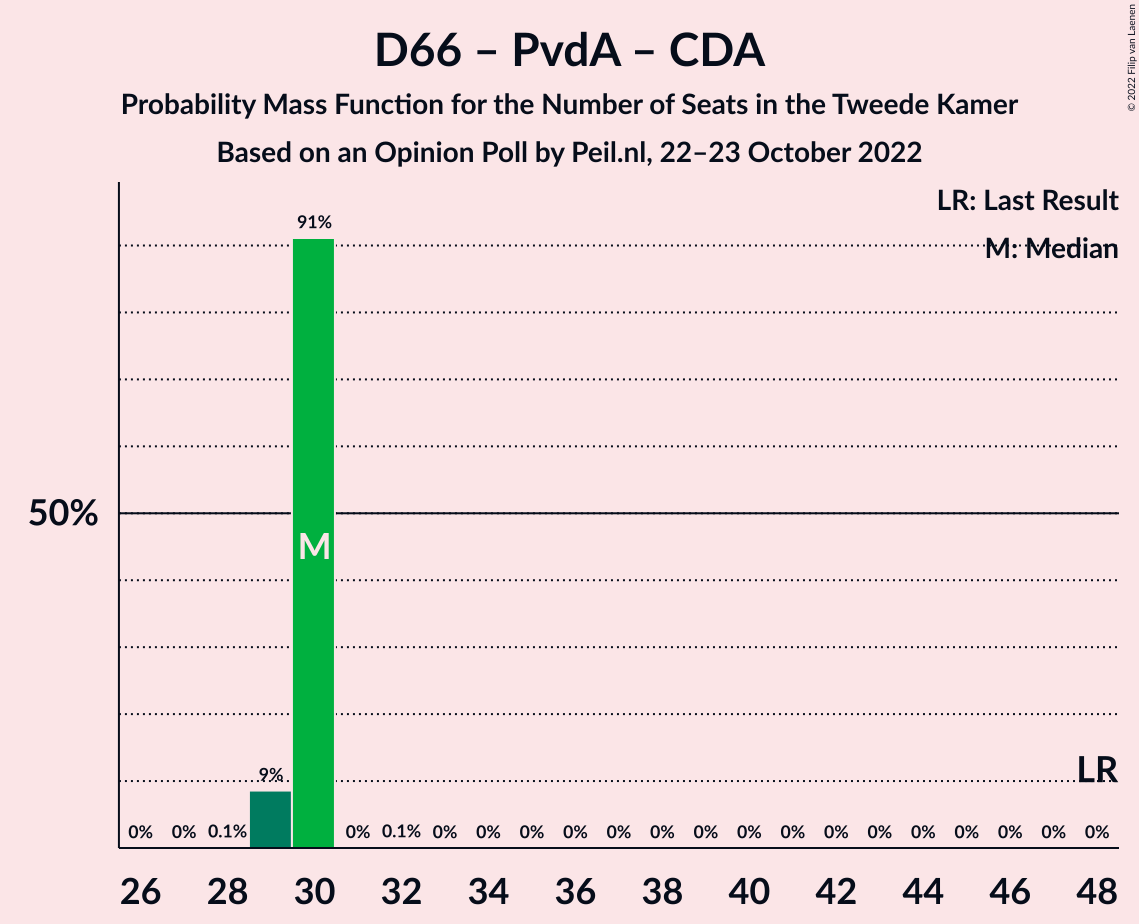 D66 – PvdA – CDA
Probability Mass Function for the Number of Seats in the Tweede Kamer
Based on an Opinion Poll by Peil.nl, 22–23 October 2022
© 2022 Filip van Laenen
LR: Last Result
M: Median
91%
50%
M
9%
LR
0% 0% 0.1% 0% 0.1% 0% 0% 0% 0% 0% 0% 0% 0% 0% 0% 0% 0% 0% 0% 0% 0%
26 28 30 32 34 36 38 40 42 44 46 48